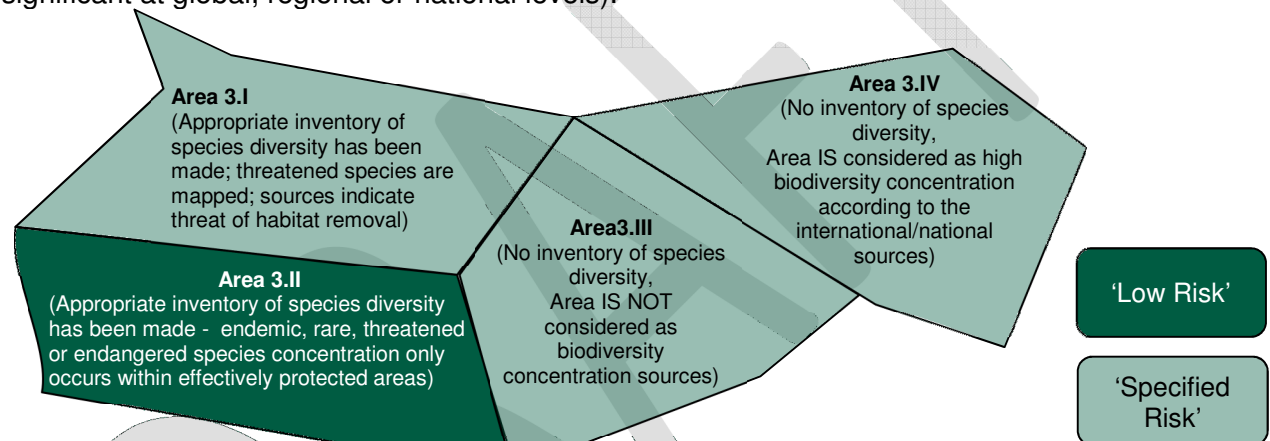 significant at global, regional or national levels).
Area 3.I
(Appropriate inventory of
species diversity has been
made; threatened species are
mapped; sources indicate
threat of habitat removal)
Area 3.II
(Appropriate inventory of species diversity
has been made - endemic, rare, threatened
or endangered species concentration only
occurs within effectively protected areas)
Area3.III
(No inventory of species
diversity,
Area IS NOT
considered as
biodiversity
concentration sources)
Area 3.IV
(No inventory of species
diversity,
Area IS considered as high
biodiversity concentration
according to the
international/national
sources)
‘Low Risk’
‘Specified
Risk’